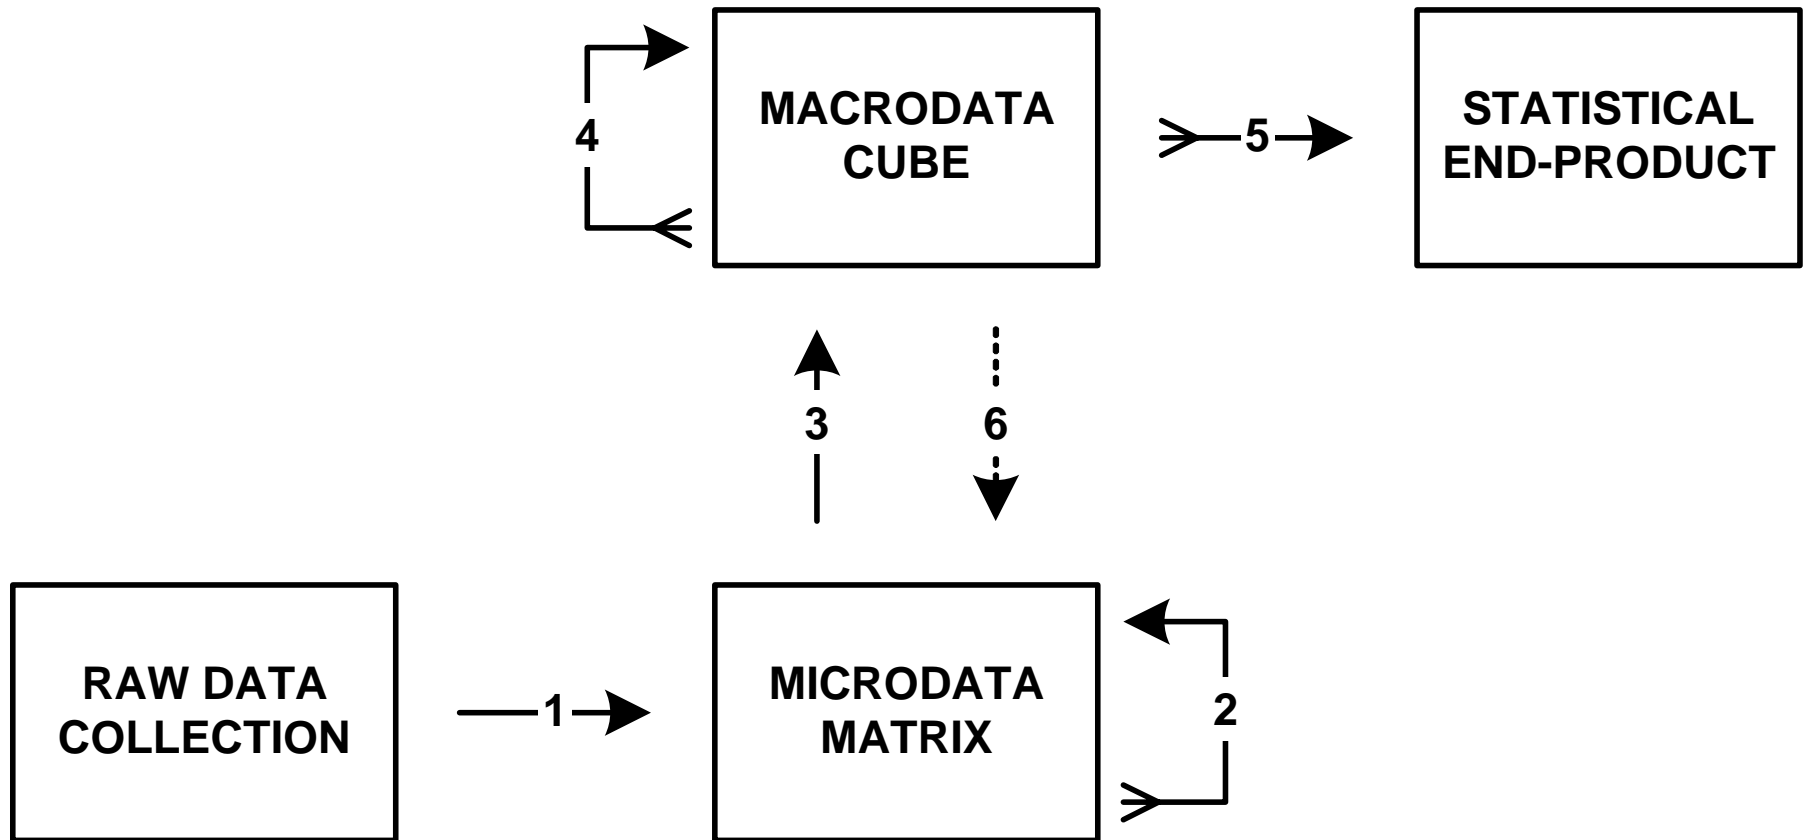 MACRODATA
CUBE
STATISTICAL
END-PRODUCT
4
5
3
6
RAW DATA
COLLECTION
1
MICRODATA
MATRIX
2